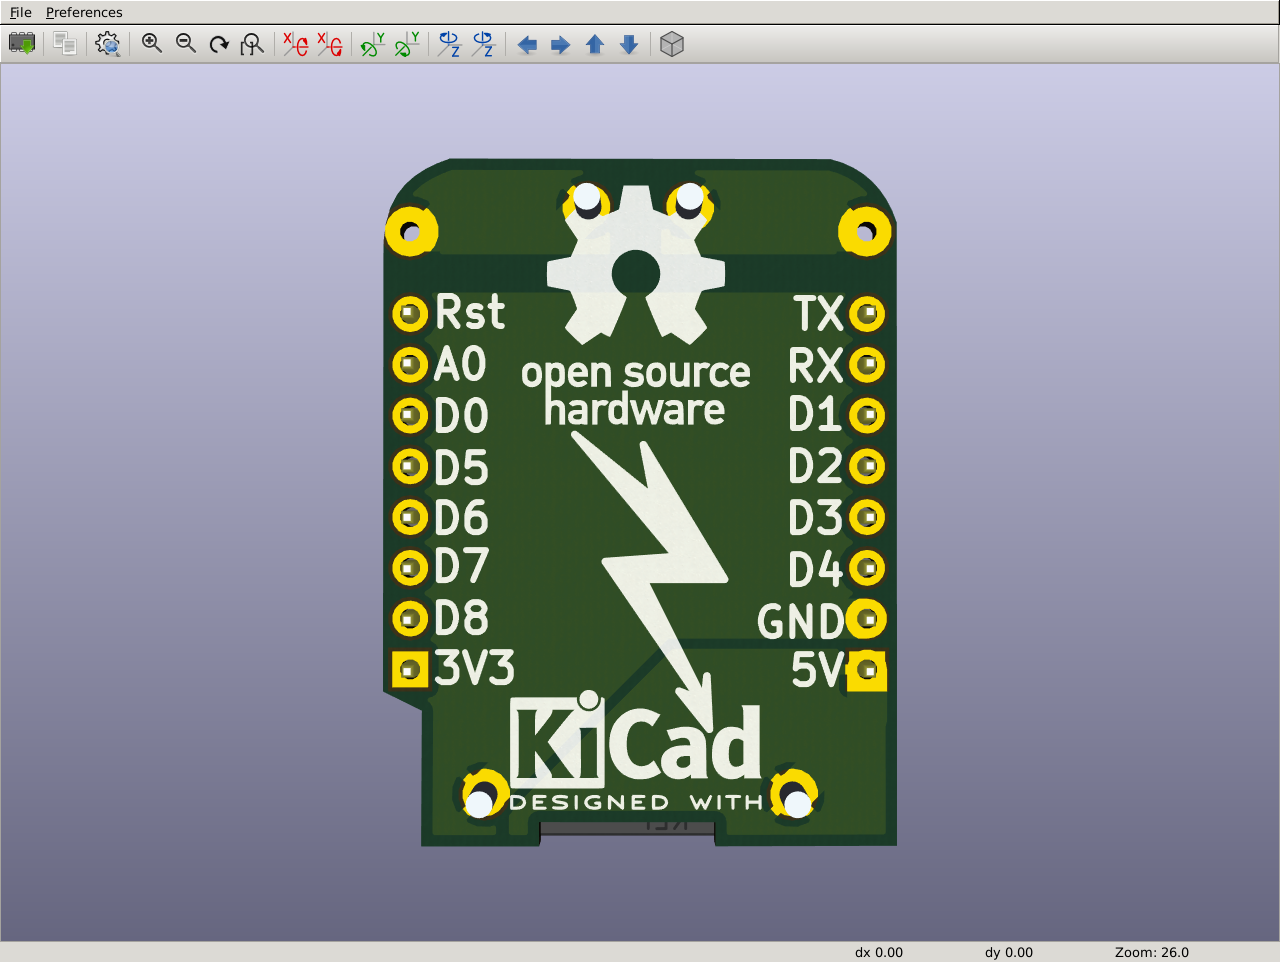 File Preferences
Rst TX
A0 RX
open source
hardware
D0 D1
D5 D2
D6 D3
D7 D4
D8 GND
3V3 5V
KiCad
DESIGNED WITH
dx 0.00 dy 0.00 Zoom: 26.0